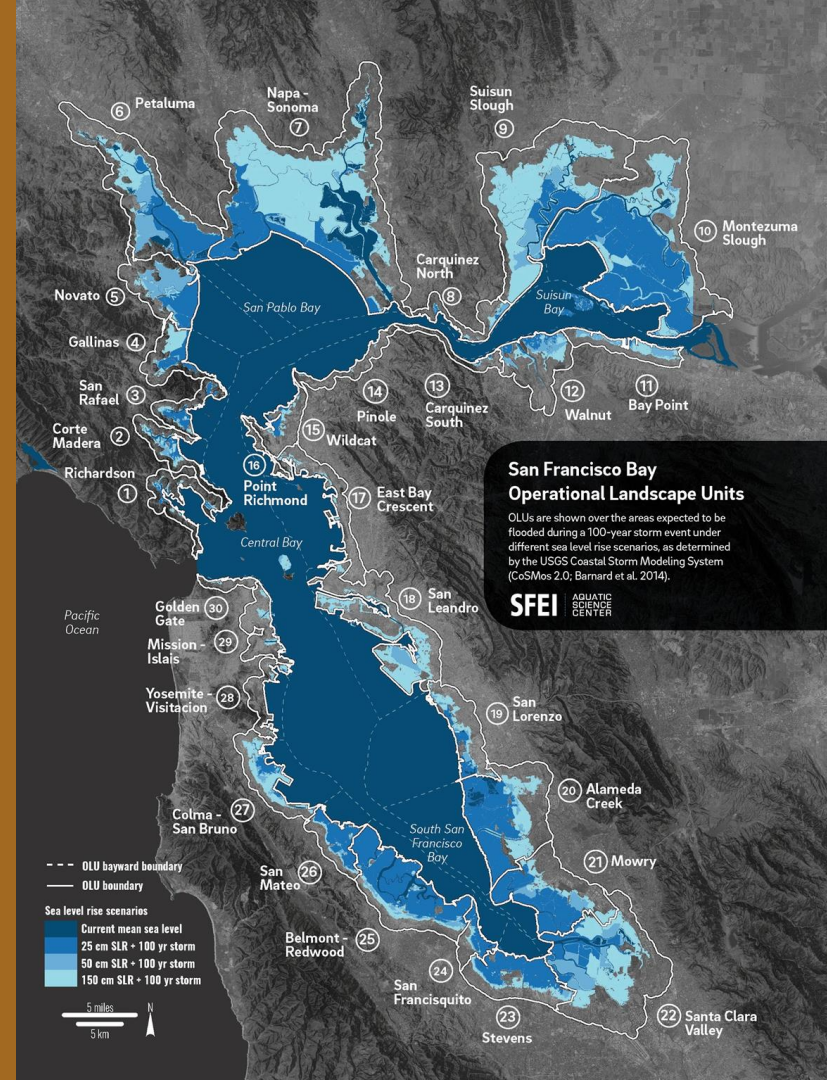 Napa -
Sonoma
7
6 Petaluma
Suisun
Slough
9
10 Montezuma
Slough
Carquinez
North
8
Novato 5
San Pablo Bay
Suisun
Bay
Gallinas 4
San
Rafael 3
14
Pinole
13
Carquinez
South
12
Walnut
11
Bay Point
Corte
Madera 2
15 Wildcat
Richardson
1
16
Point
Richmond
17 East Bay
Crescent
San Francisco Bay
Operational Landscape Units
OLUs are shown over the areas expected to be
flooded during a 100-year storm event under
different sea level rise scenarios, as determined
by the USGS Coastal Storm Modeling System
(CoSMos 2.0; Barnard et al. 2014).
SFEI AQUATIC
SCIENCE
CENTER
Central Bay
18 San
Leandro
Pacific
Ocean
Golden
Gate 30
Mission -
Islais 29
Yosemite -
Visitacion 28
19 San
Lorenzo
20 Alameda
Creek
Colma -
San Bruno 27
South San
Francisco
Bay
21 Mowry
San
Mateo 26
Belmont -
Redwood 25
24
San
Francisquito
23
Stevens
22 Santa Clara
Valley
OLU bayward boundary
OLU boundary
Sea level rise scenarios
Current mean sea level
25 cm SLR + 100 yr storm
50 cm SLR + 100 yr storm
150 cm SLR + 100 yr storm
5 miles
5 km
N